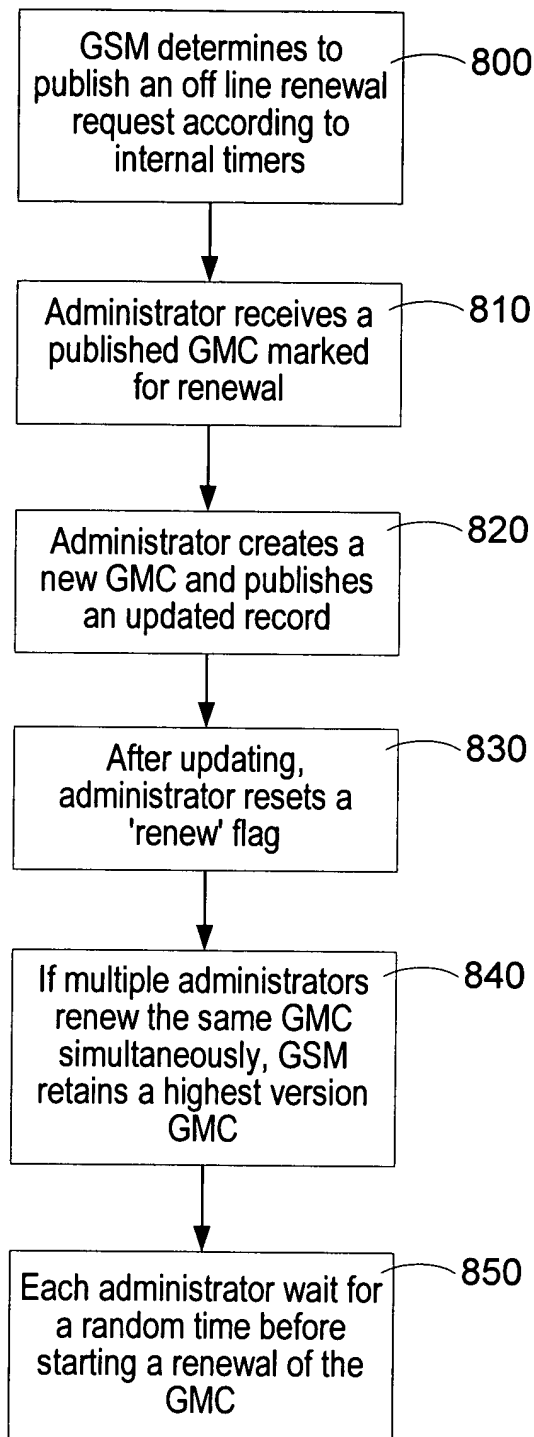 GSM determines to
publish an off line renewal
request according to
internal timers
800
Administrator receives a
published GMC marked
for renewal
810
Administrator creates a
new GMC and publishes
an updated record
820
After updating,
administrator resets a
'renew' flag
830
If multiple administrators
renew the same GMC
simultaneously, GSM
retains a highest version
GMC
840
Each administrator wait for
a random time before
starting a renewal of the
GMC
850